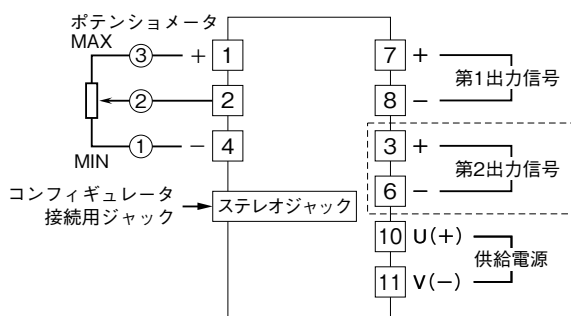 ポテンショメータ
MAX
③ + 1
② 2
① − 4
MIN
コンフィギュレータ
接続用ジャック
ステレオジャック
7 +
第1出力信号
8 −
3 +
第2出力信号
6 −
10 U(+)
供給電源
11 V(−)